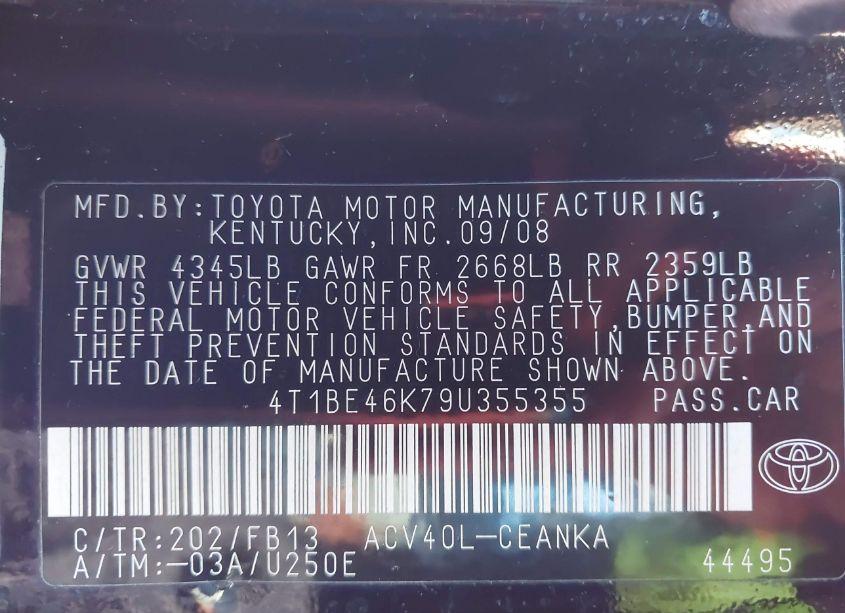 MFD.BY:TOYOTA MOTOR MANUFACTURING,
KENTUCKY,INC.09/08
GVWR 4345LB GAWR FR 2668LB RR 2359LB
THIS VEHICLE CONFORMS TO ALL APPLICABLE
FEDERAL MOTOR VEHICLE SAFETY,BUMPER,AND
THEFT PREVENTION STANDARDS IN EFFECT ON
THE DATE OF MANUFACTURE SHOWN ABOVE.
4T1BE46K79U355355 PASS.CAR
C/TR:202/FB13 ACV40L-CEANKA
A/TM:-03A/U250E 44495